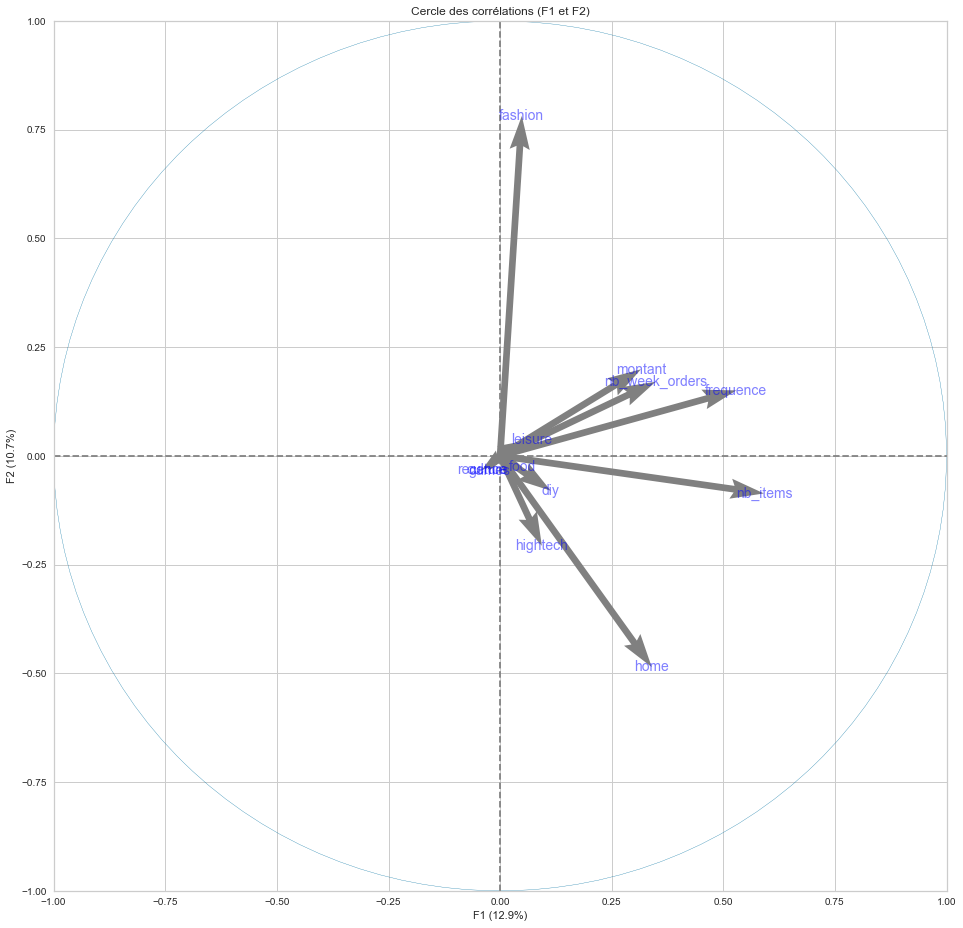 Cercle des corrélations (F1 et F2)
1.00
0.75
0.50
0.25
0.00
−0.25
−0.50
−0.75
−1.00
F2 (10.7%)
fashion
montant
nb_week_orders
frequence
leisure
food
diy
nb_items
hightech
home
−1.00
−0.75
−0.50
−0.25
0.00
0.25
0.50
0.75
1.00
F1 (12.9%)